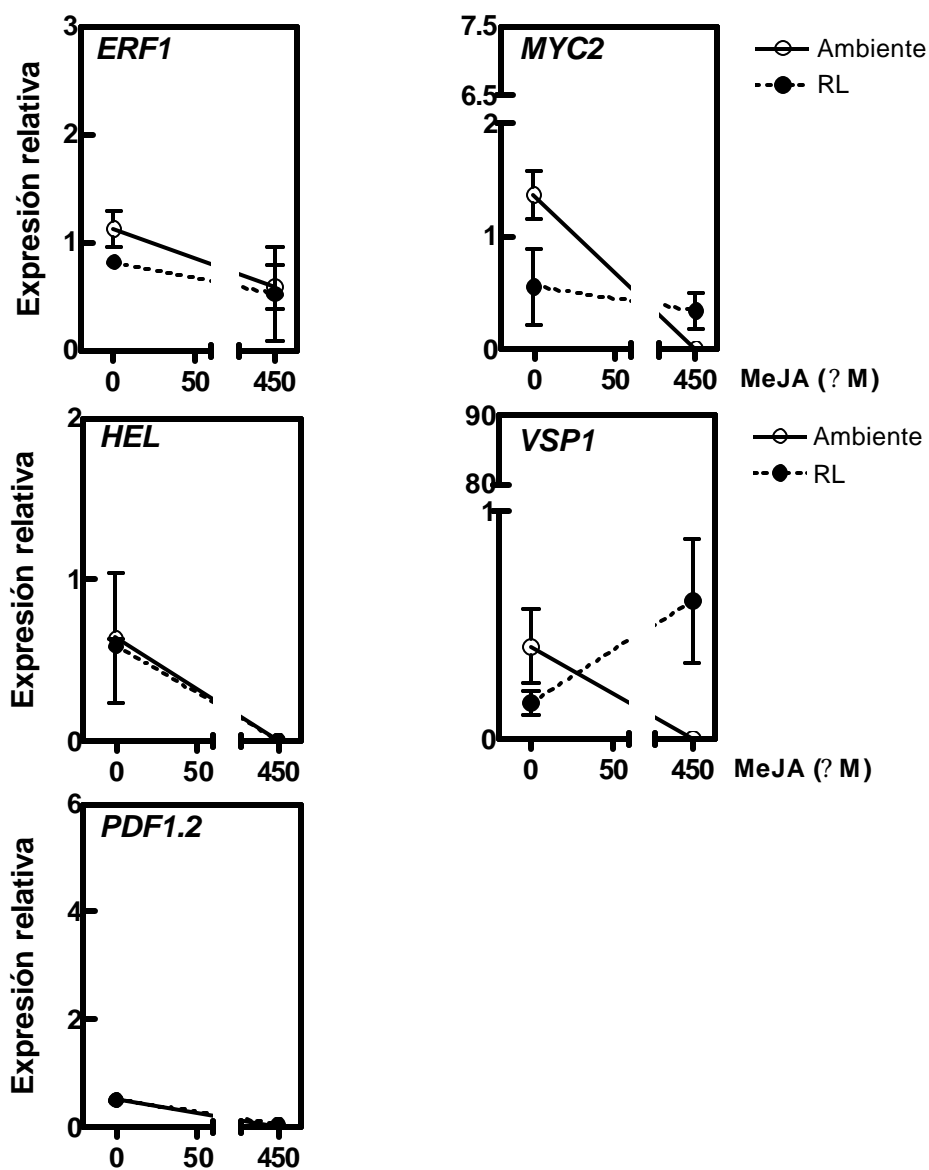 ERF1
Expresión relativa
3
2
1
0
0 50 450
MYC2
7.5
6.5
2
1
0
0 50 450 MeJA (? M)
Ambiente
RL
HEL
Expresión relativa
2
1
0
0 50 450
VSP1
90
80
1
0
0 50 450 MeJA (? M)
Ambiente
RL
PDF1.2
Expresión relativa
6
4
2
0
0 50 450